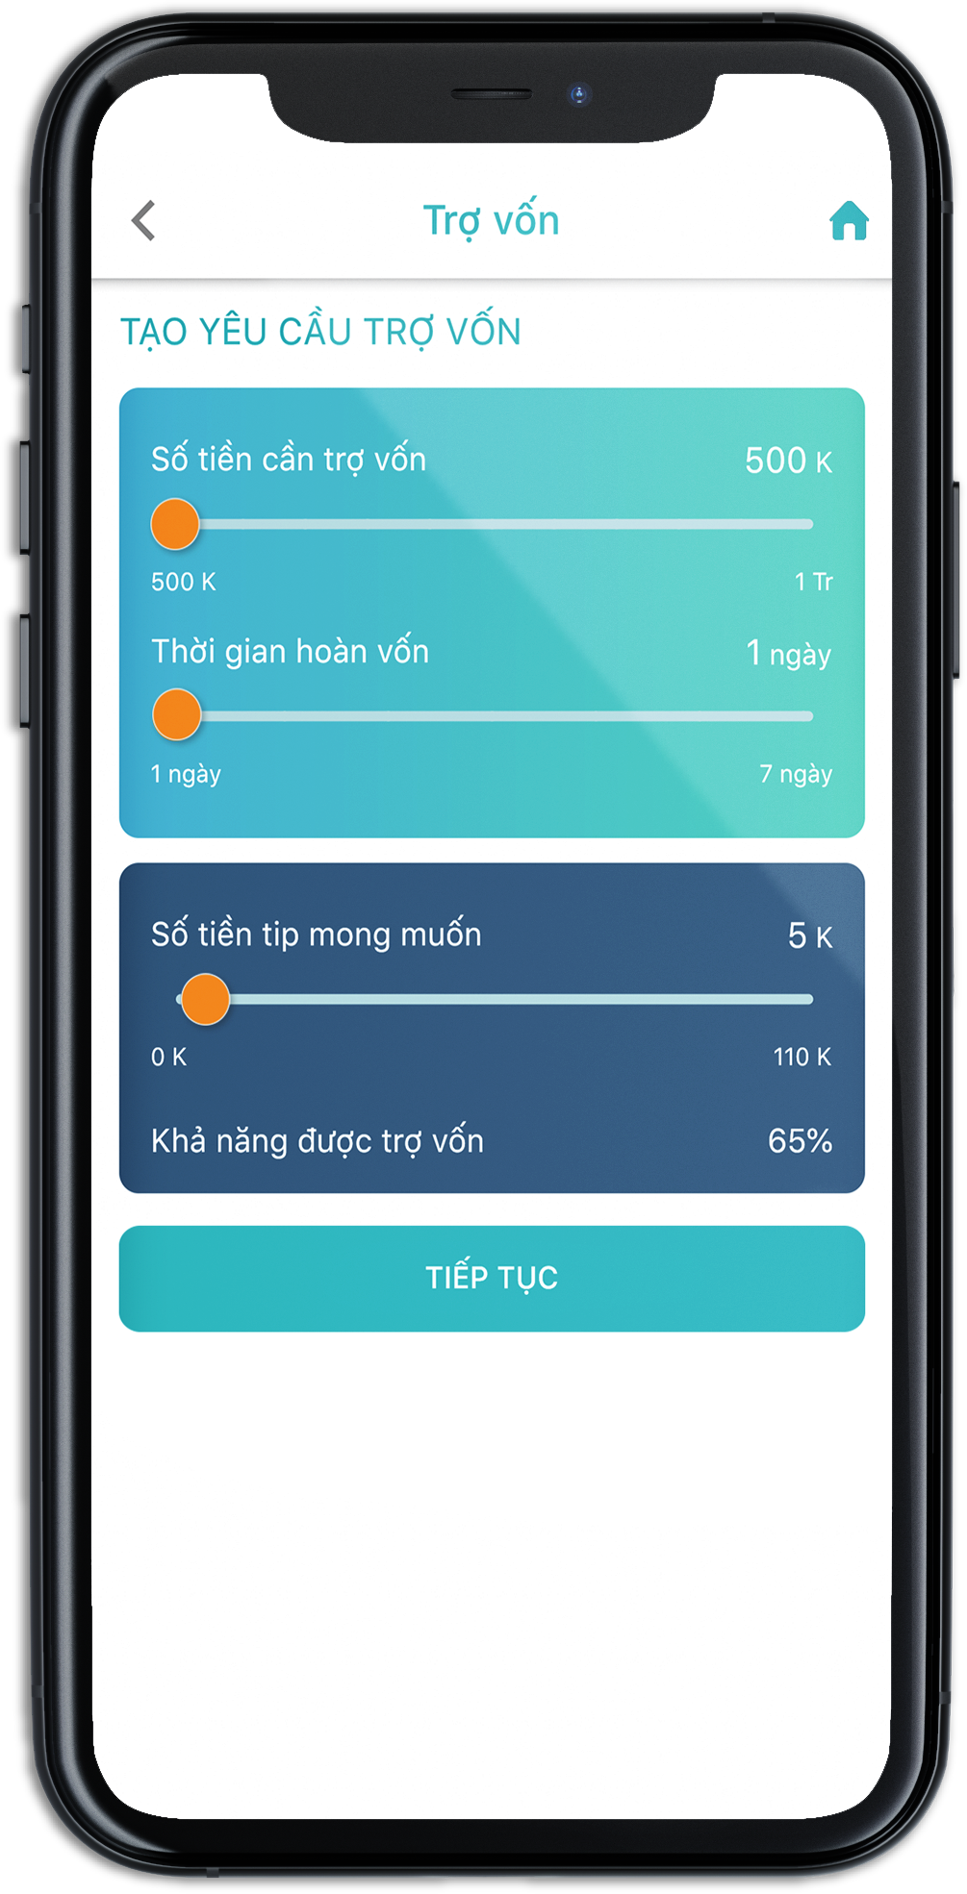 Trợ vốn
TẠO YÊU CẦU TRỢ VỐN
Số tiền cần trợ vốn 500 K
500 K 1 Tr
Thời gian hoàn vốn 1 ngày
1 ngày 7 ngày
Số tiền tip mong muốn 5 K
0 K 110 K
Khả năng được trợ vốn 65%
TIẾP TỤC